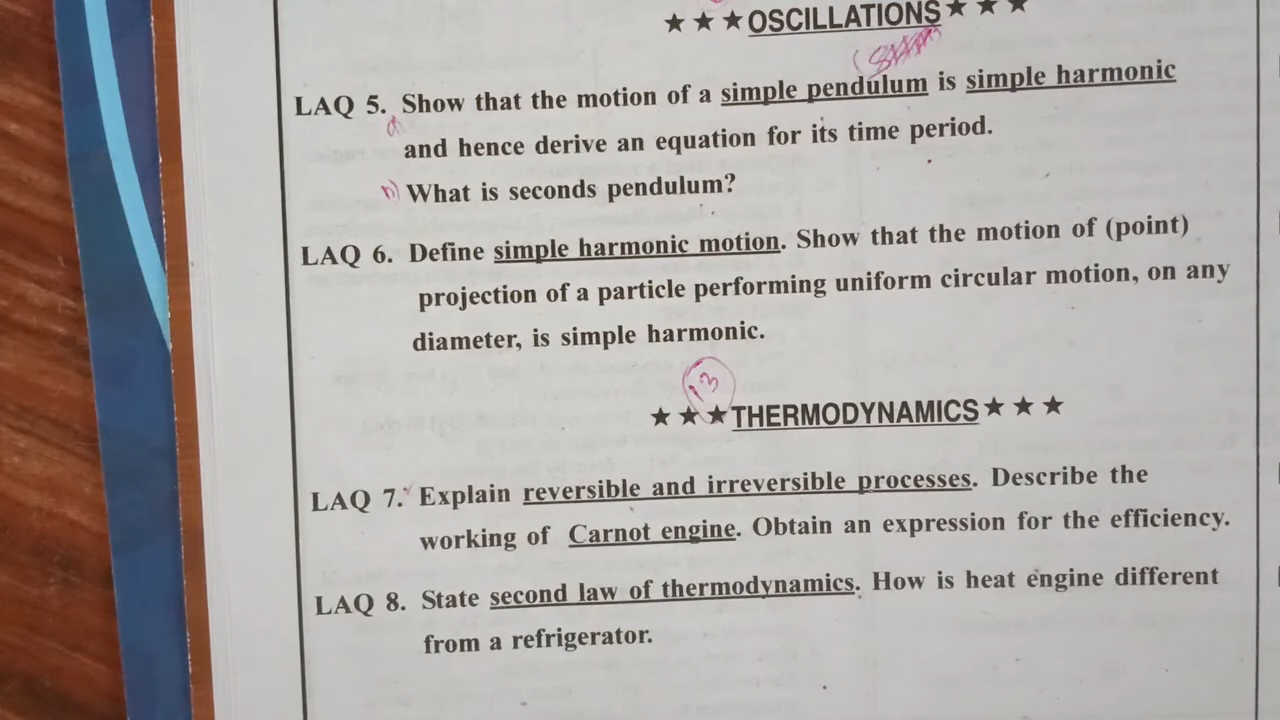 ★ ★ ★ OSCILLATIONS ★ ★ ★
LAQ 5. Show that the motion of a simple pendulum is simple harmonic
and hence derive an equation for its time period.
What is seconds pendulum?
LAQ 6. Define simple harmonic motion. Show that the motion of (point)
projection of a particle performing uniform circular motion, on any
diameter, is simple harmonic.
13
★ ★ ★ THERMODYNAMICS ★ ★ ★
LAQ 7. Explain reversible and irreversible processes. Describe the
working of Carnot engine. Obtain an expression for the efficiency.
LAQ 8. State second law of thermodynamics. How is heat engine different
from a refrigerator.